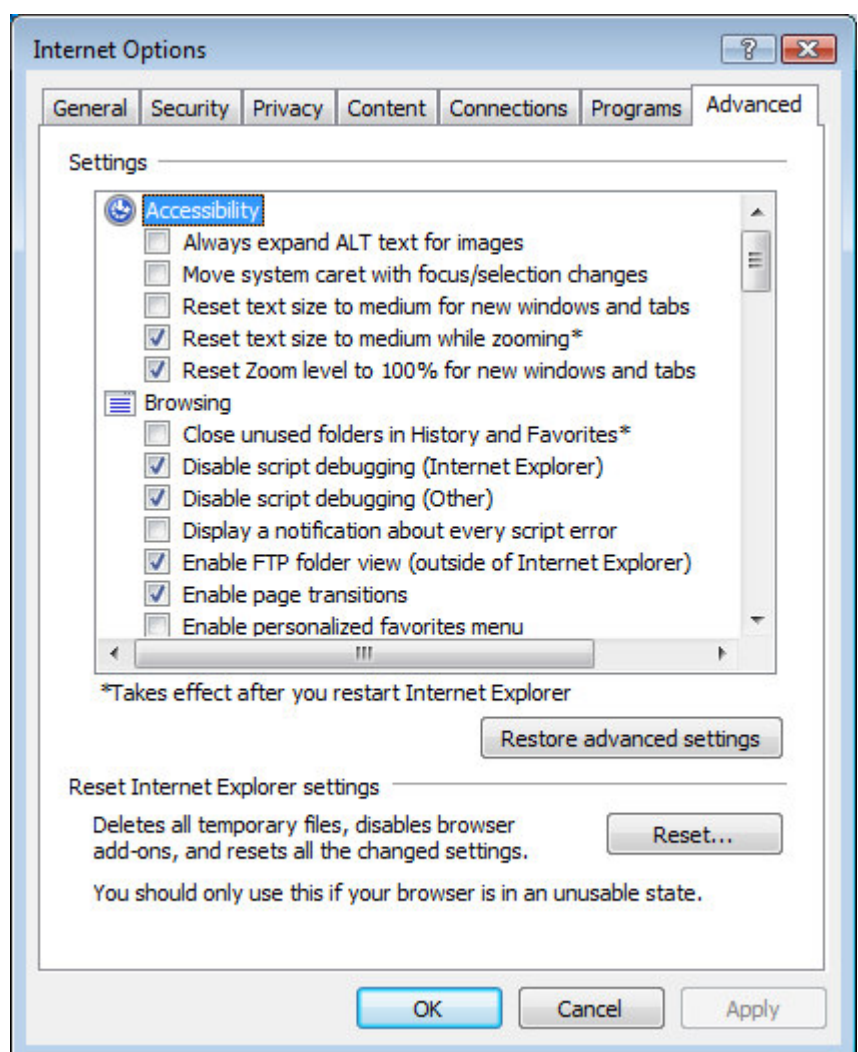 Internet Options
General Security Privacy Content Connections Programs Advanced
Settings
Accessibility
Always expand ALT text for images
Move system caret with focus/selection changes
Reset text size to medium for new windows and tabs
Reset text size to medium while zooming*
Reset Zoom level to 100% for new windows and tabs
Browsing
Close unused folders in History and Favorites*
Disable script debugging (Internet Explorer)
Disable script debugging (Other)
Display a notification about every script error
Enable FTP folder view (outside of Internet Explorer)
Enable page transitions
Enable personalized favorites menu
*Takes effect after you restart Internet Explorer
Restore advanced settings
Reset Internet Explorer settings
Deletes all temporary files, disables browser
add-ons, and resets all the changed settings.
Reset...
You should only use this if your browser is in an unusable state.
OK Cancel Apply